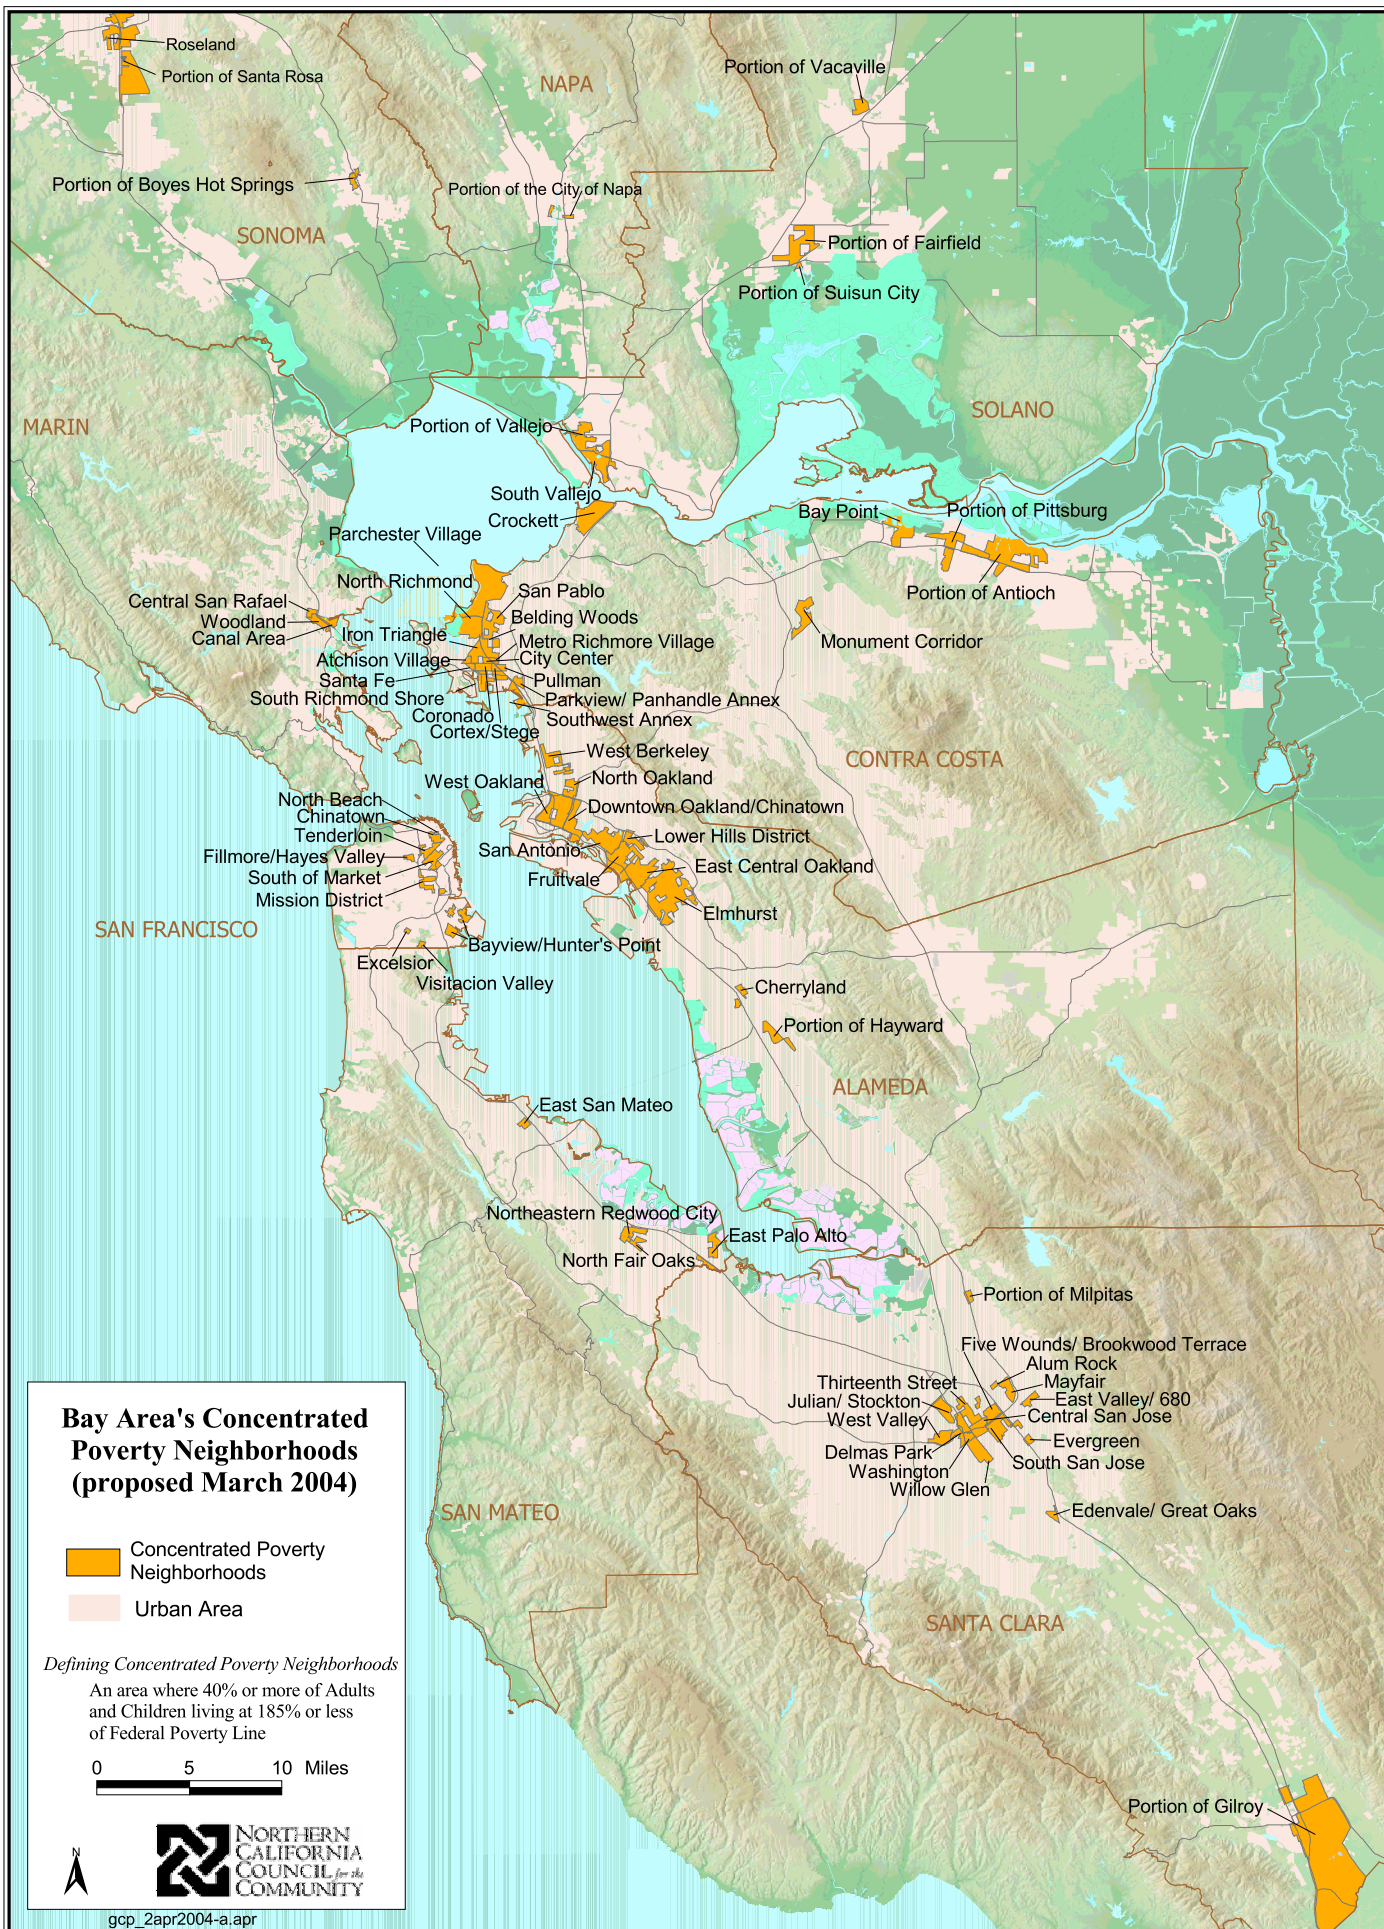 Roseland
Portion of Santa Rosa
NAPA
Portion of Vacaville
Portion of Boyes Hot Springs
Portion of the City of Napa
SONOMA
Portion of Fairfield
Portion of Suisun City
MARIN
SOLANO
Portion of Vallejo
South Vallejo
Crockett
Bay Point
Portion of Pittsburg
Parchester Village
North Richmond
San Pablo
Portion of Antioch
Central San Rafael
Woodland
Canal Area
Belding Woods
Iron Triangle
Metro Richmore Village
Monument Corridor
Atchison Village
City Center
Santa Fe
Pullman
South Richmond Shore
Parkview/ Panhandle Annex
Coronado
Southwest Annex
Cortex/Stege
West Berkeley
CONTRA COSTA
West Oakland
North Oakland
North Beach
Chinatown
Downtown Oakland/Chinatown
Tenderloin
Lower Hills District
Fillmore/Hayes Valley
San Antonio
East Central Oakland
South of Market
Fruitvale
Mission District
Elmhurst
SAN FRANCISCO
Bayview/Hunter's Point
Excelsior
Visitacion Valley
Cherryland
Portion of Hayward
ALAMEDA
East San Mateo
Northeastern Redwood City
East Palo Alto
North Fair Oaks
Portion of Milpitas
Five Wounds/ Brookwood Terrace
Alum Rock
Thirteenth Street
Mayfair
Julian/ Stockton
East Valley/ 680
West Valley
Central San Jose
Delmas Park
Evergreen
Washington
South San Jose
Willow Glen
SAN MATEO
Edenvale/ Great Oaks
SANTA CLARA
Portion of Gilroy
Bay Area's Concentrated
Poverty Neighborhoods
(proposed March 2004)
Concentrated Poverty
Neighborhoods
Urban Area
Defining Concentrated Poverty Neighborhoods
An area where 40% or more of Adults
and Children living at 185% or less
of Federal Poverty Line
0 5 10 Miles
N
NORTHERN
CALIFORNIA
COUNCIL for the
COMMUNITY
gcp_2apr2004-a.apr